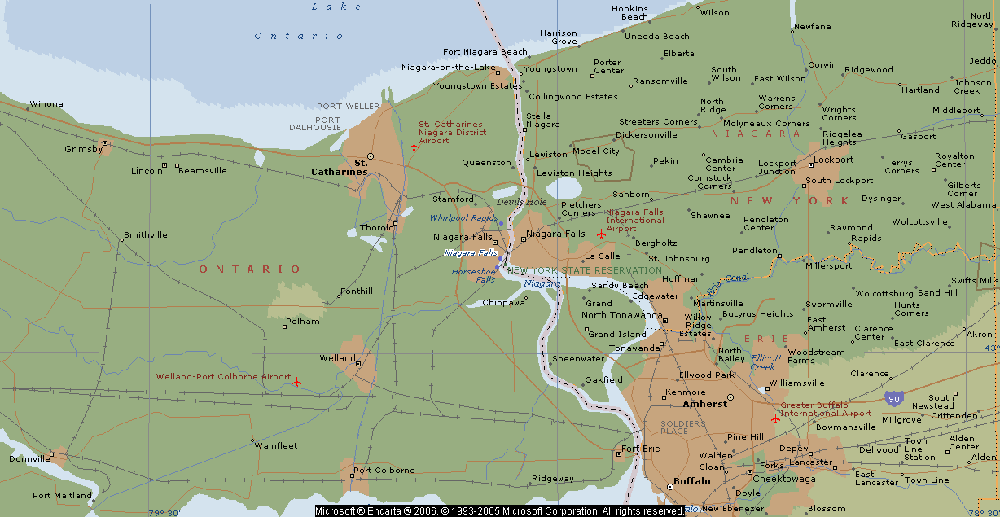 Lake
Hopkins
Beach
Wilson
North
Ridgeway
Ontario
Harrison
Grove
Uneeda Beach
Newfane
Fort Niagara Beach
Elberta
Niagara-on-the-Lake
Youngstown
Porter
Center
South
Wilson
Corwin
Ridgewood
Jeddo
Youngstown Estates
Ransomville
East Wilson
Hartland
Johnson
Creek
Collingwood Estates
Winona
PORT WELLER
North
Ridge
Warrens
Corners
Wrights
Corners
Middleport
PORT
DALHOUSIE
St. Catharines
Niagara District
Airport
Stella
Niagara
Streeters Corners
Molyneaux Corners
NIAGARA
Dickersonville
Ridgelea
Heights
Gasport
Grimsby
Lewiston
Model City
Royalton
Center
Lincoln
Beamsville
St.
Catharines
Queenston
Lewiston Heights
Pekin
Cambria
Center
Lockport
Junction
Lockport
Terrys
Corners
Comstock
Corners
South Lockport
Gilberts
Corner
Stamford
Devils Hole
Sanborn
NEW YORK
Dysinger
West Alabama
Pletchers
Corners
Whirlpool Rapids
Niagara Falls
International
Airport
Shawnee
Pendleton
Center
Wolcottsville
Thorold
Raymond
Smithville
Niagara Falls
Niagara Falls
Bergholtz
Rapids
Niagara Falls
La Salle
St. Johnsburg
Pendleton
ONTARIO
Horseshoe
Falls
NEW YORK STATE RESERVATION
Millersport
Niagara
Sandy Beach
Hoffman
Erie Canal
Swifts Mills
Fonthill
Chippawa
Edgewater
Grand
Martinsville
Swormville
Wolcottsburg
Sand Hill
Hunts
Corners
Pelham
North Tonawanda
Willow
Ridge
Estates
Bucyrus Heights
East
Amherst
Clarence
Center
Akron
Grand Island
ERIE
East Clarence
43°
Welland
Tonawanda
Sheenwater
North
Bailey
Ellicott
Creek
Woodstream
Farms
Welland-Port Colborne Airport
Oakfield
Ellwood Park
Clarence
Williamsville
Kenmore
Amherst
90
South
Newstead
Greater Buffalo
International Airport
Crittenden
SOLDIERS
PLACE
Bowmansville
Millgrove
Wainfleet
Fort Erie
Pine Hill
Depew
Dellwood
Town
Line
Station
Alden
Center
Dunnville
Walden
Sloan
Forks
Lancaster
Alden
Port Colborne
Ridgeway
Cheektowaga
East
Lancaster
Town Line
Buffalo
Port Maitland
Doyle
179° 30'
Microsoft ® Encarta ® 2006. © 1993-2005 Microsoft Corporation. All rights reserved.
New Ebenezer
Blossom
178° 30'